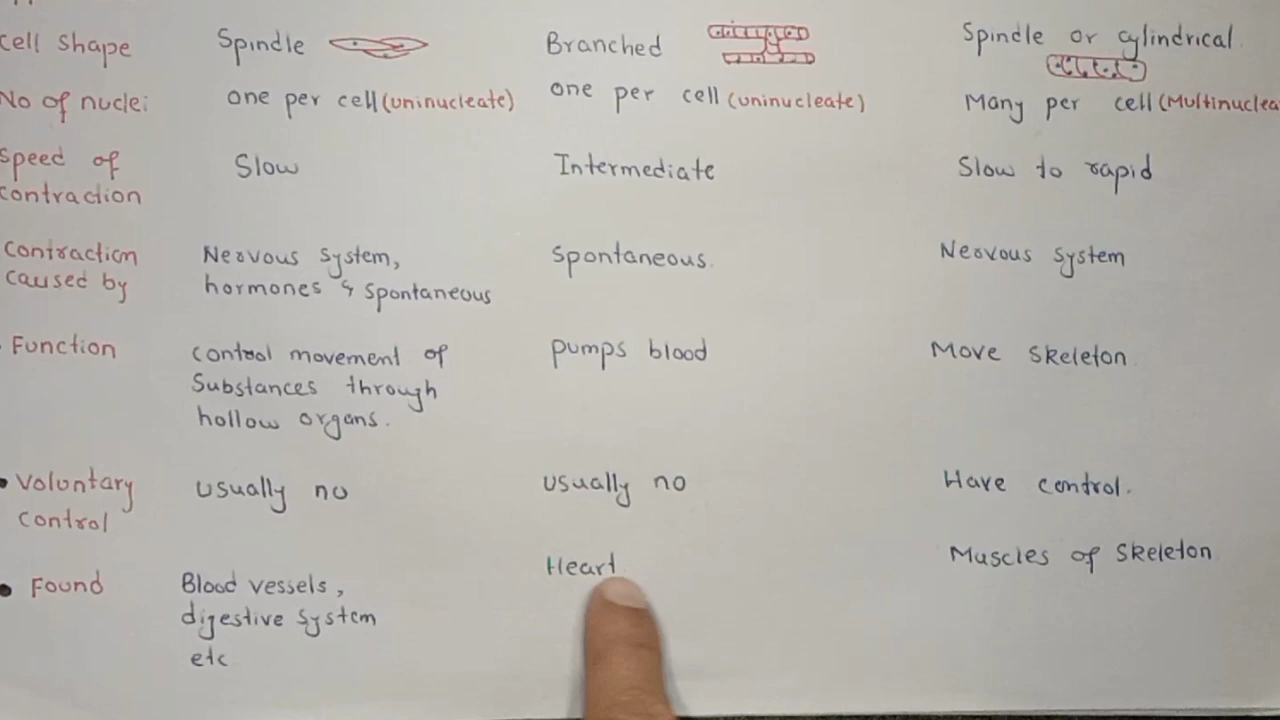 Cell shape Spindle Branched Spindle or cylindrical
No of nuclei one per cell (uninucleate) one per cell (uninucleate) Many per cell (Multinuclea
Speed of Slow Intermediate Slow to rapid
contraction
Contraction Nervous system, Spontaneous. Nervous system
caused by hormones & Spontaneous
Function Control movement of pumps blood Move skeleton.
Substances through
hollow organs.
• Voluntary usually no usually no Have control.
control
• Found Blood vessels, Heart. Muscles of skeleton
digestive system
etc